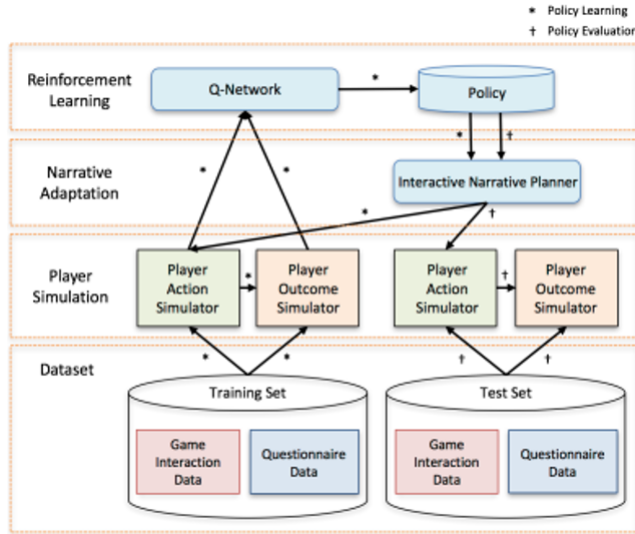 * Policy Learning
† Policy Evaluation
Reinforcement
Learning
Q-Network
*
Policy
*
†
Narrative
Adaptation
Interactive Narrative Planner
*
*
*
†
Player
Simulation
Player
Action
Simulator
*
Player
Outcome
Simulator
Player
Action
Simulator
†
Player
Outcome
Simulator
Dataset
*
*
†
†
Training Set
Test Set
Game
Interaction
Data
Questionnaire
Data
Game
Interaction
Data
Questionnaire
Data